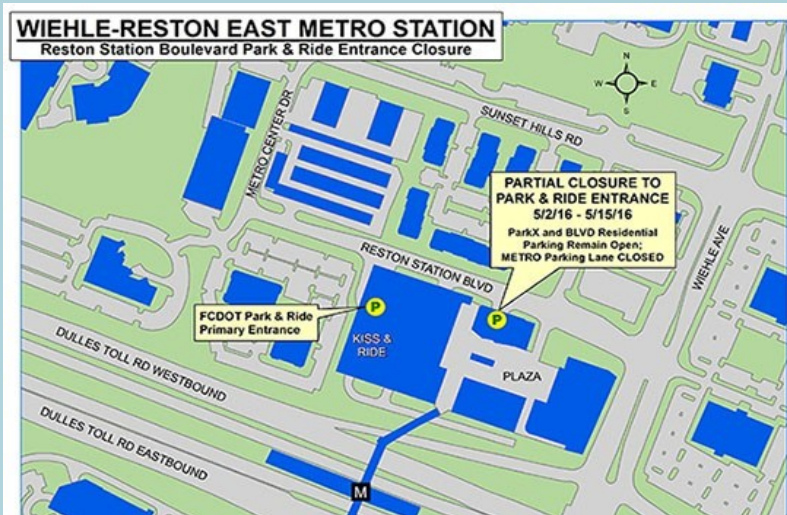 WIEHLE-RESTON EAST METRO STATION
Reston Station Boulevard Park & Ride Entrance Closure
N
W E
S
SUNSET HILLS RD
METRO CENTER DR
PARTIAL CLOSURE TO
PARK & RIDE ENTRANCE
5/2/16 - 5/15/16
ParkX and BLVD Residential
Parking Remain Open;
METRO Parking Lane CLOSED
WIEHLE AVE
RESTON STATION BLVD
P
P
FCDOT Park & Ride
Primary Entrance
KISS &
RIDE
PLAZA
DULLES TOLL RD WESTBOUND
DULLES TOLL RD EASTBOUND
M